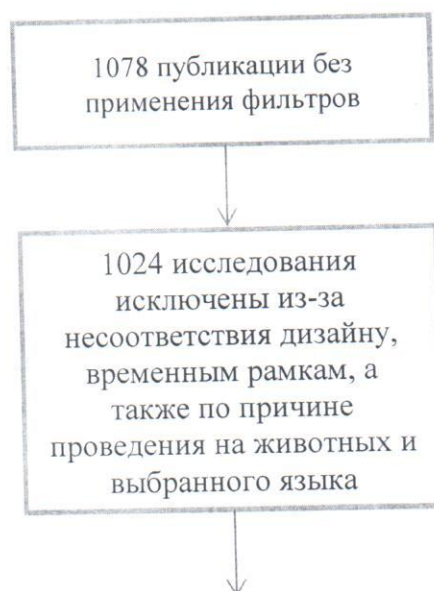 1078 публикации без
применения фильтров
1024 исследования
исключены из-за
несоответствия дизайну,
временным рамкам, а
также по причине
проведения на животных и
выбранного языка